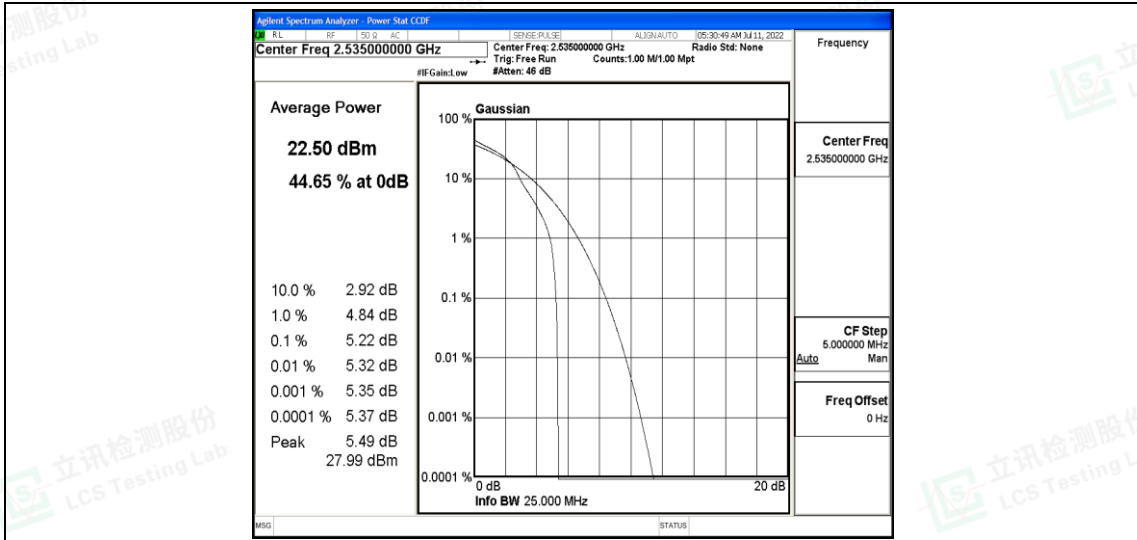 Agilent Spectrum Analyzer - Power Stat CCDF
RL RF 50 Ω AC SENSE:PULSE ALIGNAUTO 05:30:49 AM Jul 11, 2022
Center Freq 2.535000000 GHz
Center Freq: 2.535000000 GHz Radio Std: None
Trig: Free Run Counts:1.00 M/1.00 Mpt
#IFGain:Low #Atten: 46 dB
Frequency
Average Power
22.50 dBm
44.65 % at 0dB
10.0 % 2.92 dB
1.0 % 4.84 dB
0.1 % 5.22 dB
0.01 % 5.32 dB
0.001 % 5.35 dB
0.0001 % 5.37 dB
Peak 5.49 dB
27.99 dBm
Gaussian
100 %
10 %
1 %
0.1 %
0.01 %
0.001 %
0.0001 %
0 dB 20 dB
Info BW 25.000 MHz
Center Freq
2.535000000 GHz
CF Step
5.000000 MHz
Auto Man
Freq Offset
0 Hz
MSG STATUS
立讯检测股份
LCS Testing Lab
立讯检测股份
LCS Testing L